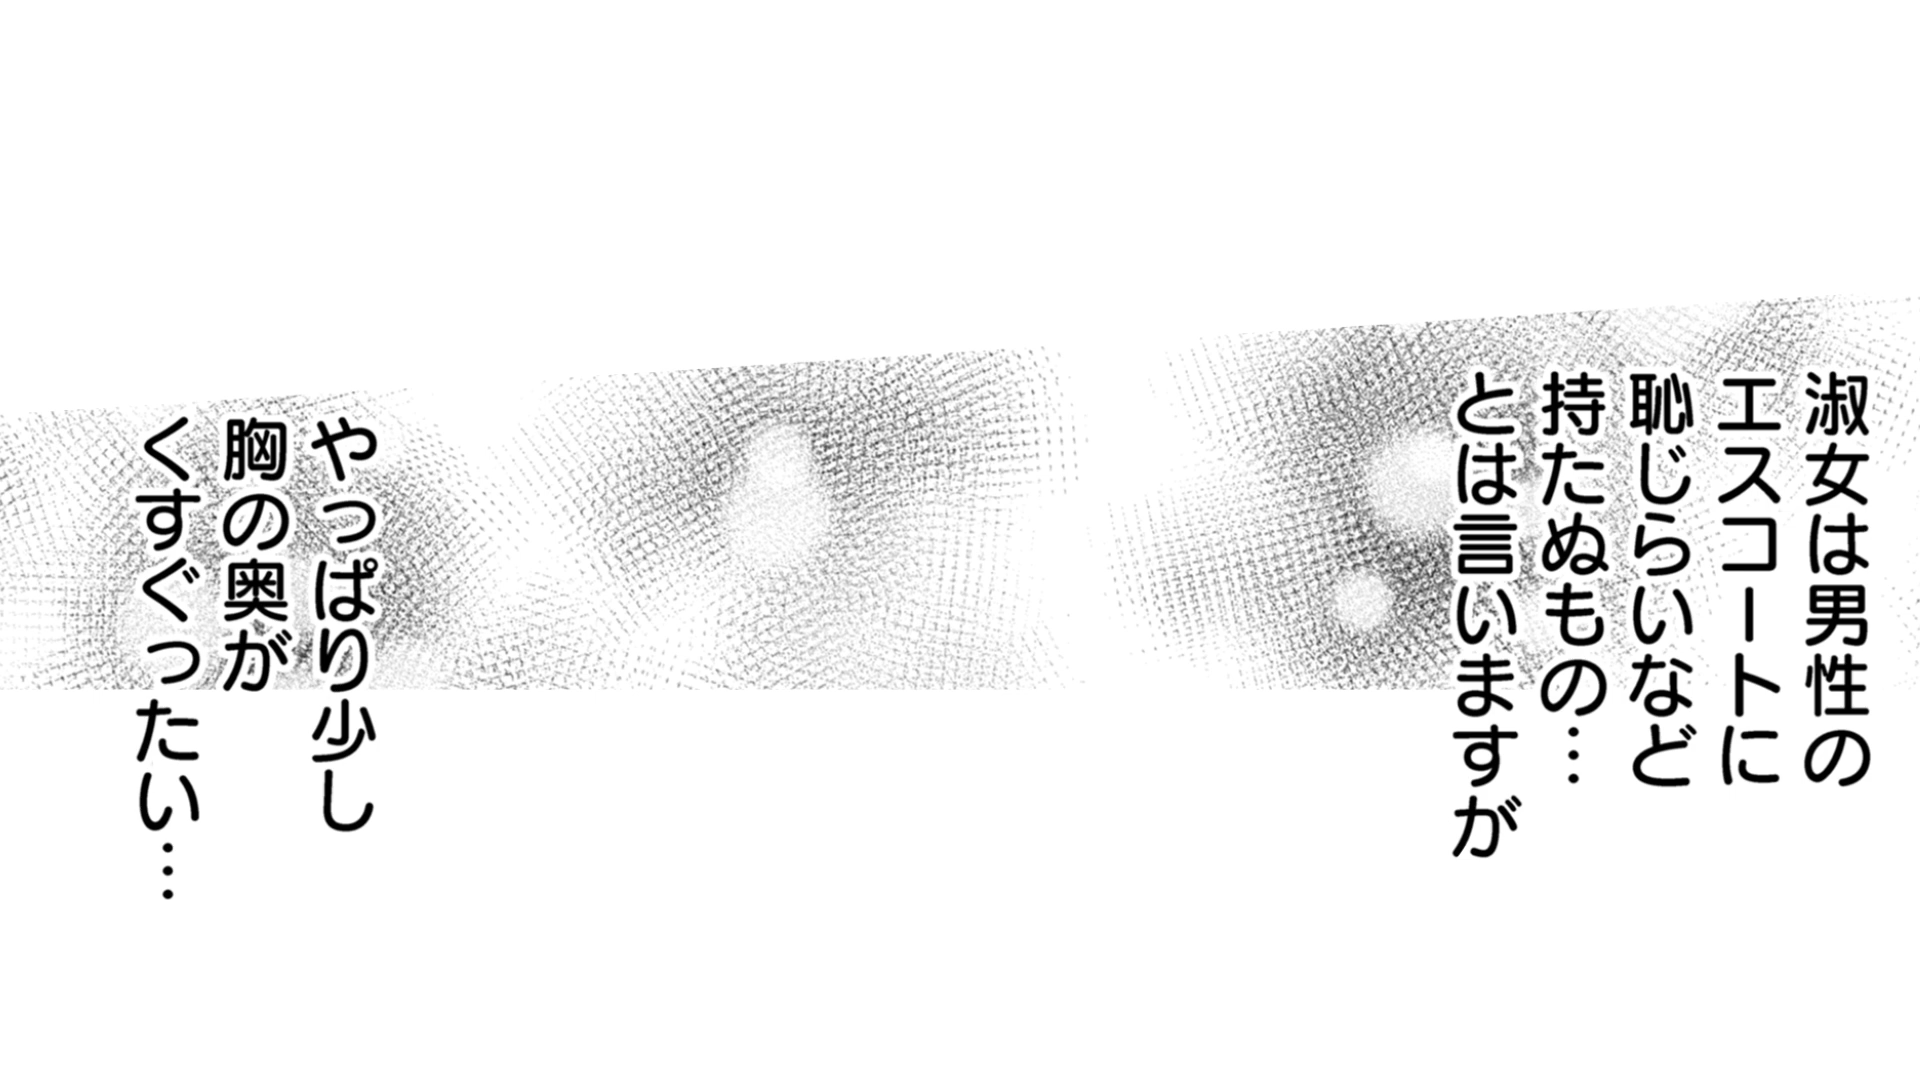 淑女は男性の
エスコートに
恥じらいなど
持たぬもの…
とは言いますが
やっぱり少し
胸の奥が
くすぐったい…